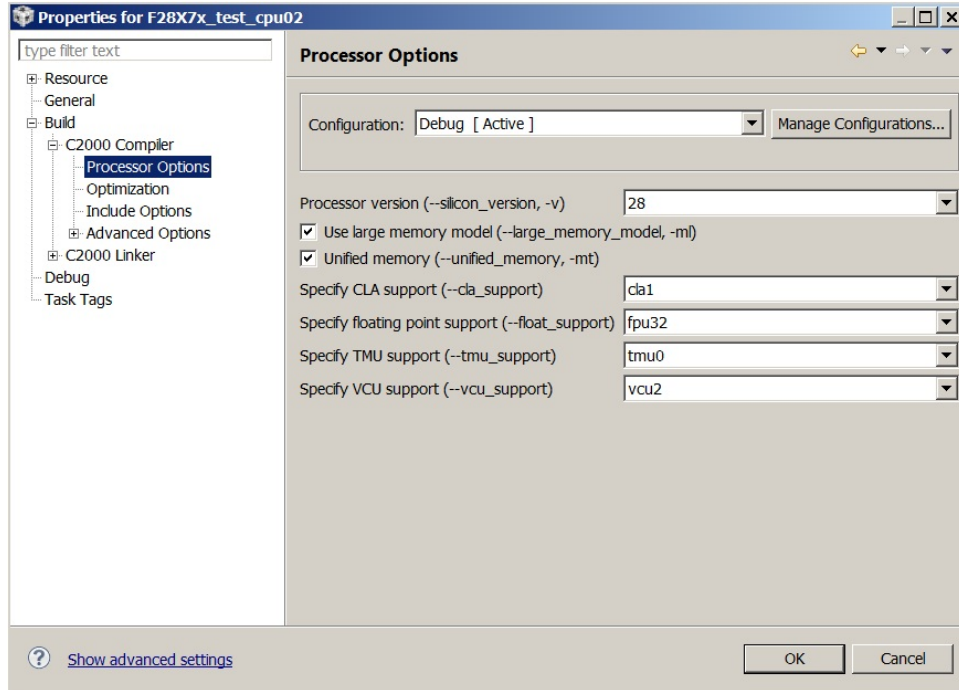 Properties for F28X7x_test_cpu02
type filter text
Resource
General
Build
C2000 Compiler
Processor Options
Optimization
Include Options
Advanced Options
C2000 Linker
Debug
Task Tags
Processor Options
Configuration: Debug [ Active ] Manage Configurations...
Processor version (--silicon_version, -v) 28
Use large memory model (--large_memory_model, -ml)
Unified memory (--unified_memory, -mt)
Specify CLA support (--cla_support) cla1
Specify floating point support (--float_support) fpu32
Specify TMU support (--tmu_support) tmu0
Specify VCU support (--vcu_support) vcu2
? Show advanced settings
OK Cancel